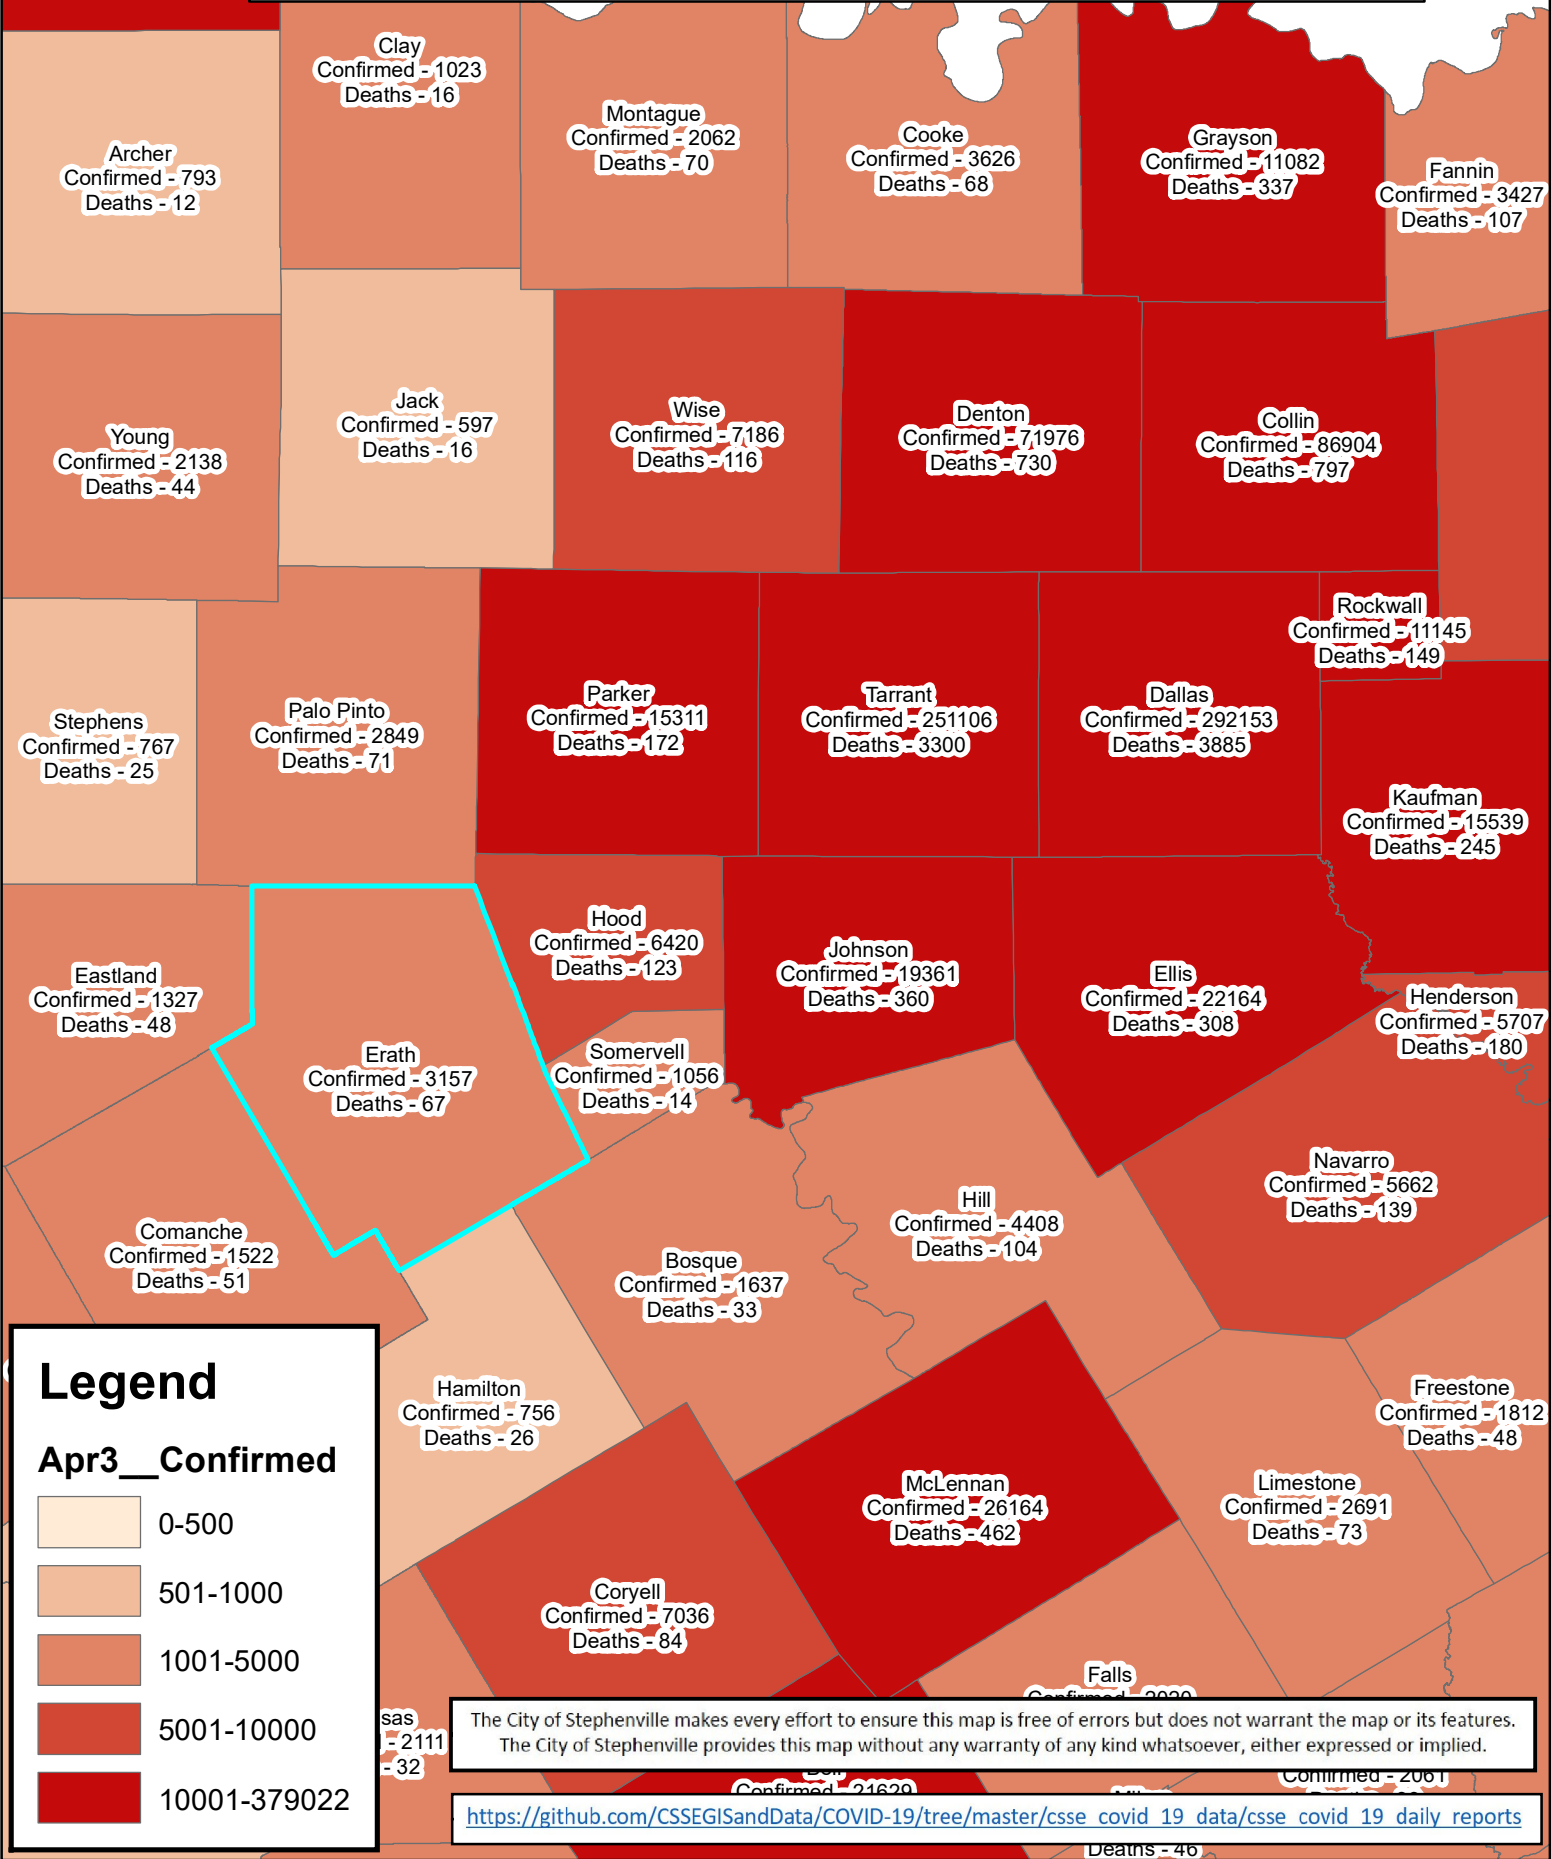 Clay
Confirmed - 1023
Deaths - 16
Montague
Confirmed - 2062
Deaths - 70
Cooke
Confirmed - 3626
Deaths - 68
Grayson
Confirmed - 11082
Deaths - 337
Archer
Confirmed - 793
Deaths - 12
Fannin
Confirmed - 3427
Deaths - 107
Young
Confirmed - 2138
Deaths - 44
Jack
Confirmed - 597
Deaths - 16
Wise
Confirmed - 7186
Deaths - 116
Denton
Confirmed - 71976
Deaths - 730
Collin
Confirmed - 86904
Deaths - 797
Rockwall
Confirmed - 11145
Deaths - 149
Stephens
Confirmed - 767
Deaths - 25
Palo Pinto
Confirmed - 2849
Deaths - 71
Parker
Confirmed - 15311
Deaths - 172
Tarrant
Confirmed - 251106
Deaths - 3300
Dallas
Confirmed - 292153
Deaths - 3885
Kaufman
Confirmed - 15539
Deaths - 245
Eastland
Confirmed - 1327
Deaths - 48
Hood
Confirmed - 6420
Deaths - 123
Johnson
Confirmed - 19361
Deaths - 360
Ellis
Confirmed - 22164
Deaths - 308
Henderson
Confirmed - 5707
Deaths - 180
Erath
Confirmed - 3157
Deaths - 67
Somervell
Confirmed - 1056
Deaths - 14
Navarro
Confirmed - 5662
Deaths - 139
Comanche
Confirmed - 1522
Deaths - 51
Bosque
Confirmed - 1637
Deaths - 33
Hill
Confirmed - 4408
Deaths - 104
Hamilton
Confirmed - 756
Deaths - 26
McLennan
Confirmed - 26164
Deaths - 462
Limestone
Confirmed - 2691
Deaths - 73
Freestone
Confirmed - 1812
Deaths - 48
Coryell
Confirmed - 7036
Deaths - 84
Falls
sas
- 2111
- 32
Confirmed - 21629
Confirmed - 2061
Deaths - 46
Legend
Apr3__Confirmed
0-500
501-1000
1001-5000
5001-10000
10001-379022
The City of Stephenville makes every effort to ensure this map is free of errors but does not warrant the map or its features.
The City of Stephenville provides this map without any warranty of any kind whatsoever, either expressed or implied.
https://github.com/CSSEGISandData/COVID-19/tree/master/csse_covid_19_data/csse_covid_19_daily_reports